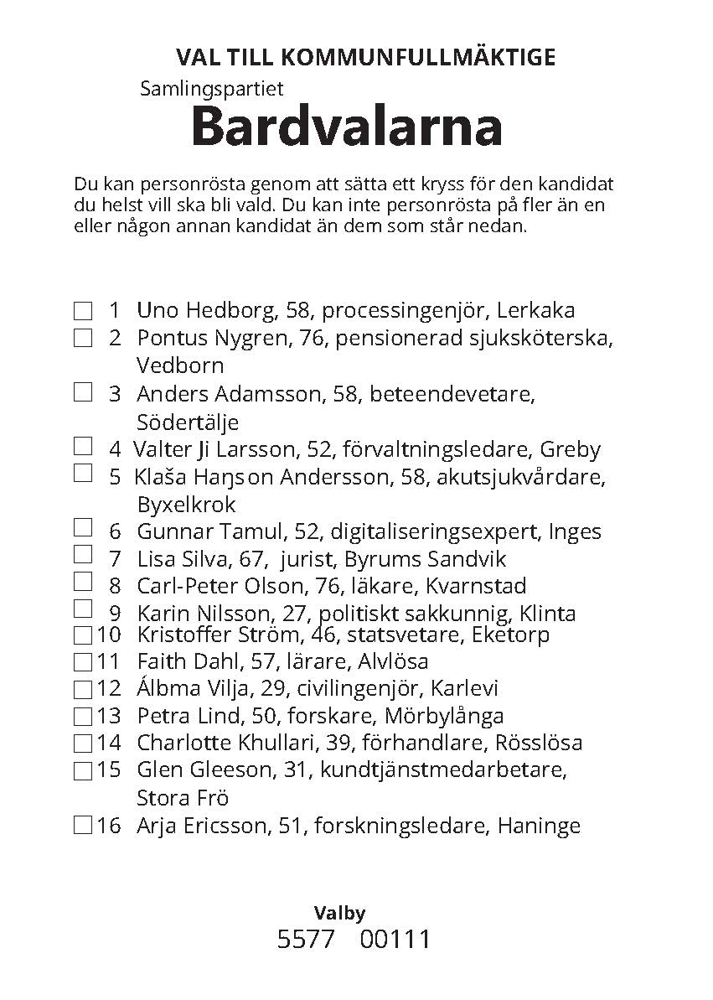 VAL TILL KOMMUNFULLMÄKTIGE
Samlingspartiet
Bardvalarna
Du kan personrösta genom att sätta ett kryss för den kandidat
du helst vill ska bli vald. Du kan inte personrösta på fler än en
eller någon annan kandidat än dem som står nedan.
1 Uno Hedborg, 58, processingenjör, Lerkaka
2 Pontus Nygren, 76, pensionerad sjuksköterska,
Vedborn
3 Anders Adamsson, 58, beteendevetare,
Södertälje
4 Valter Ji Larsson, 52, förvaltningsledare, Greby
5 Klaša Haŋson Andersson, 58, akutsjukvårdare,
Byxelkrok
6 Gunnar Tamul, 52, digitaliseringsexpert, Inges
7 Lisa Silva, 67, jurist, Byrums Sandvik
8 Carl-Peter Olson, 76, läkare, Kvarnstad
9 Karin Nilsson, 27, politiskt sakkunnig, Klinta
10 Kristoffer Ström, 46, statsvetare, Eketorp
11 Faith Dahl, 57, lärare, Alvlösa
12 Álbma Vilja, 29, civilingenjör, Karlevi
13 Petra Lind, 50, forskare, Mörbylånga
14 Charlotte Khullari, 39, förhandlare, Rösslösa
15 Glen Gleeson, 31, kundtjänstmedarbetare,
Stora Frö
16 Arja Ericsson, 51, forskningsledare, Haninge
Valby
5577 00111